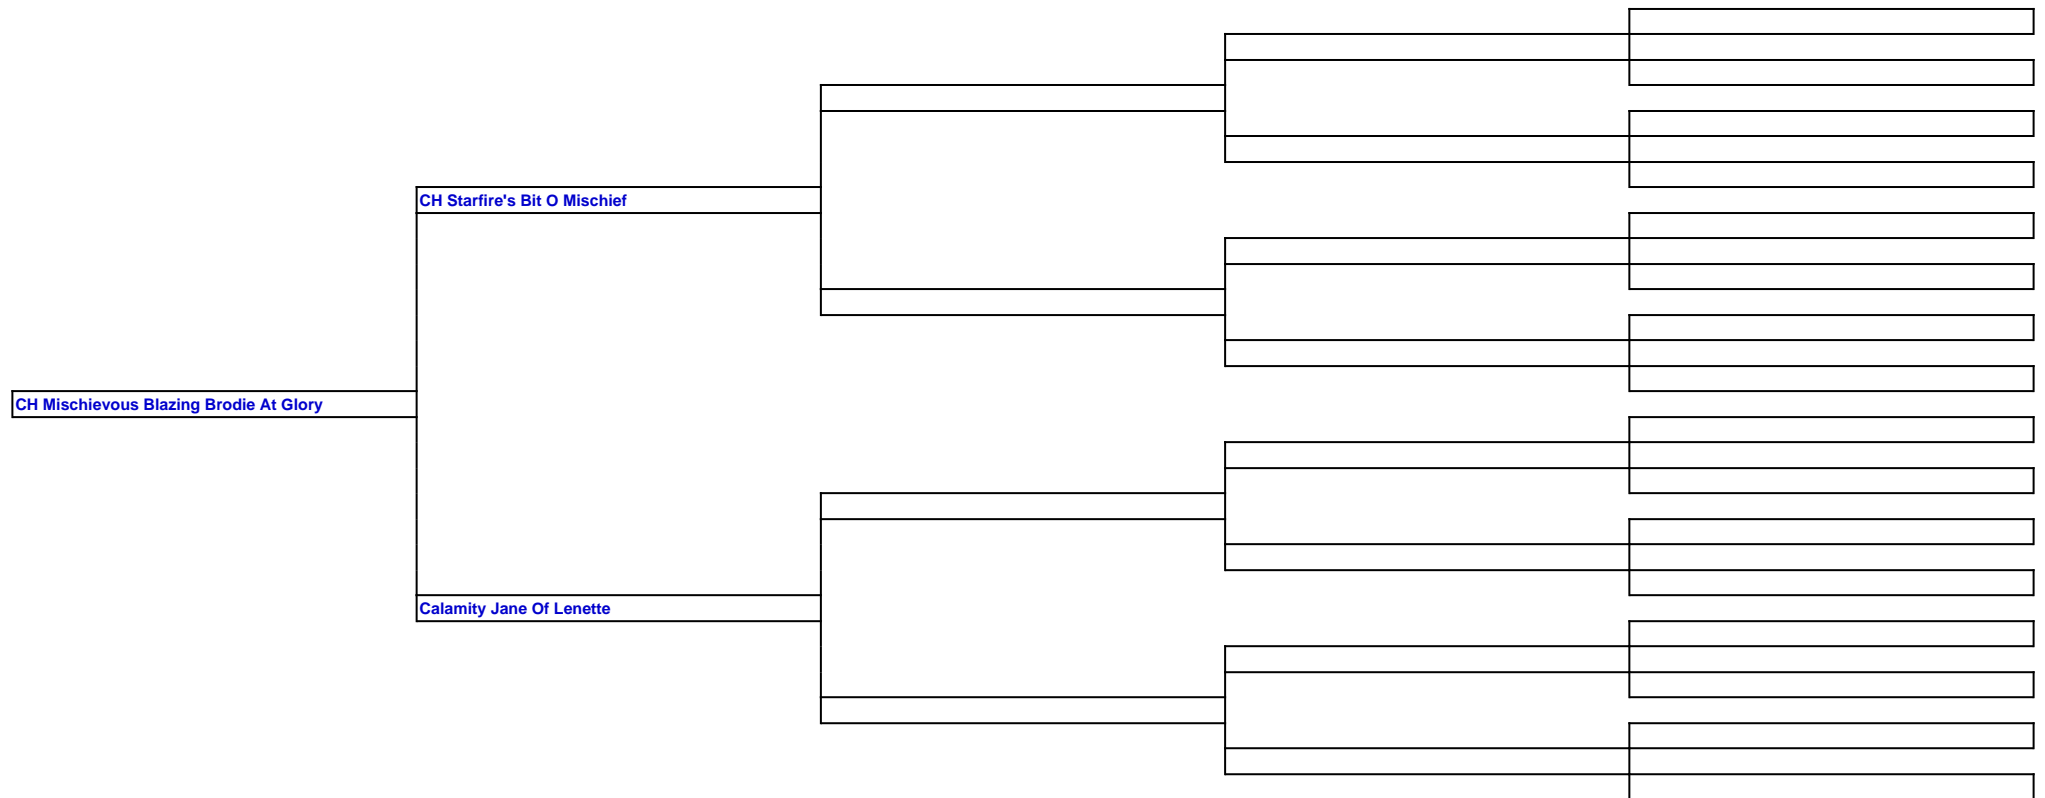 CH Starfire's Bit O Mischief
CH Mischievous Blazing Brodie At Glory
Calamity Jane Of Lenette